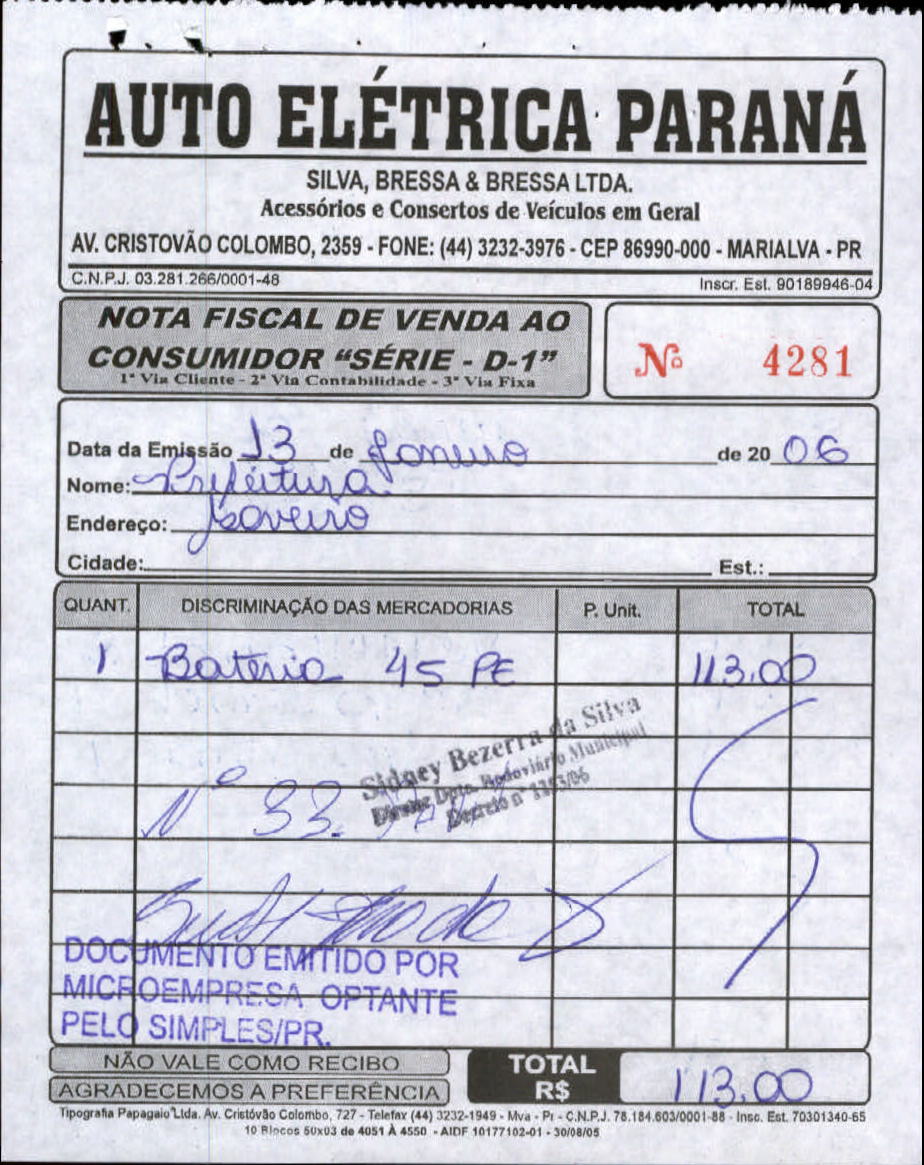 AUTO ELÉTRICA PARANÁ
SILVA, BRESSA & BRESSA LTDA.
Acessórios e Consertos de Veículos em Geral
AV. CRISTOVÃO COLOMBO, 2359 - FONE: (44) 3232-3976 - CEP 86990-000 - MARIALVA - PR
C.N.P.J. 03.281.266/0001-48 Inscr. Est. 90189946-04
NOTA FISCAL DE VENDA AO
CONSUMIDOR "SÉRIE - D-1"
1ª Via Cliente - 2ª Via Contabilidade - 3ª Via Fixa
Nº 4281
Data da Emissão 13 de Janeiro de 20 06
Nome: Prefeitura
Endereço:
Cidade: Est.:
QUANT. DISCRIMINAÇÃO DAS MERCADORIAS P. Unit. TOTAL
1 Bateria 45 PE 113,00
Sidney Bezerra da Silva
Dpto. Rodoviário Municipal
Decreto nº
Nº 33.
DOCUMENTO EMITIDO POR
MICROEMPRESA OPTANTE
PELO SIMPLES/PR.
NÃO VALE COMO RECIBO
AGRADECEMOS A PREFERÊNCIA
TOTAL
R$ 113,00
Tipografia Papagaio Ltda. Av. Cristóvão Colombo, 727 - Telefax (44) 3232-1949 - Mva - Pr - C.N.P.J. 78.184.603/0001-88 - Insc. Est. 70301340-65
10 Blocos 50x03 de 4051 À 4550 - AIDF 10177102-01 - 30/08/05